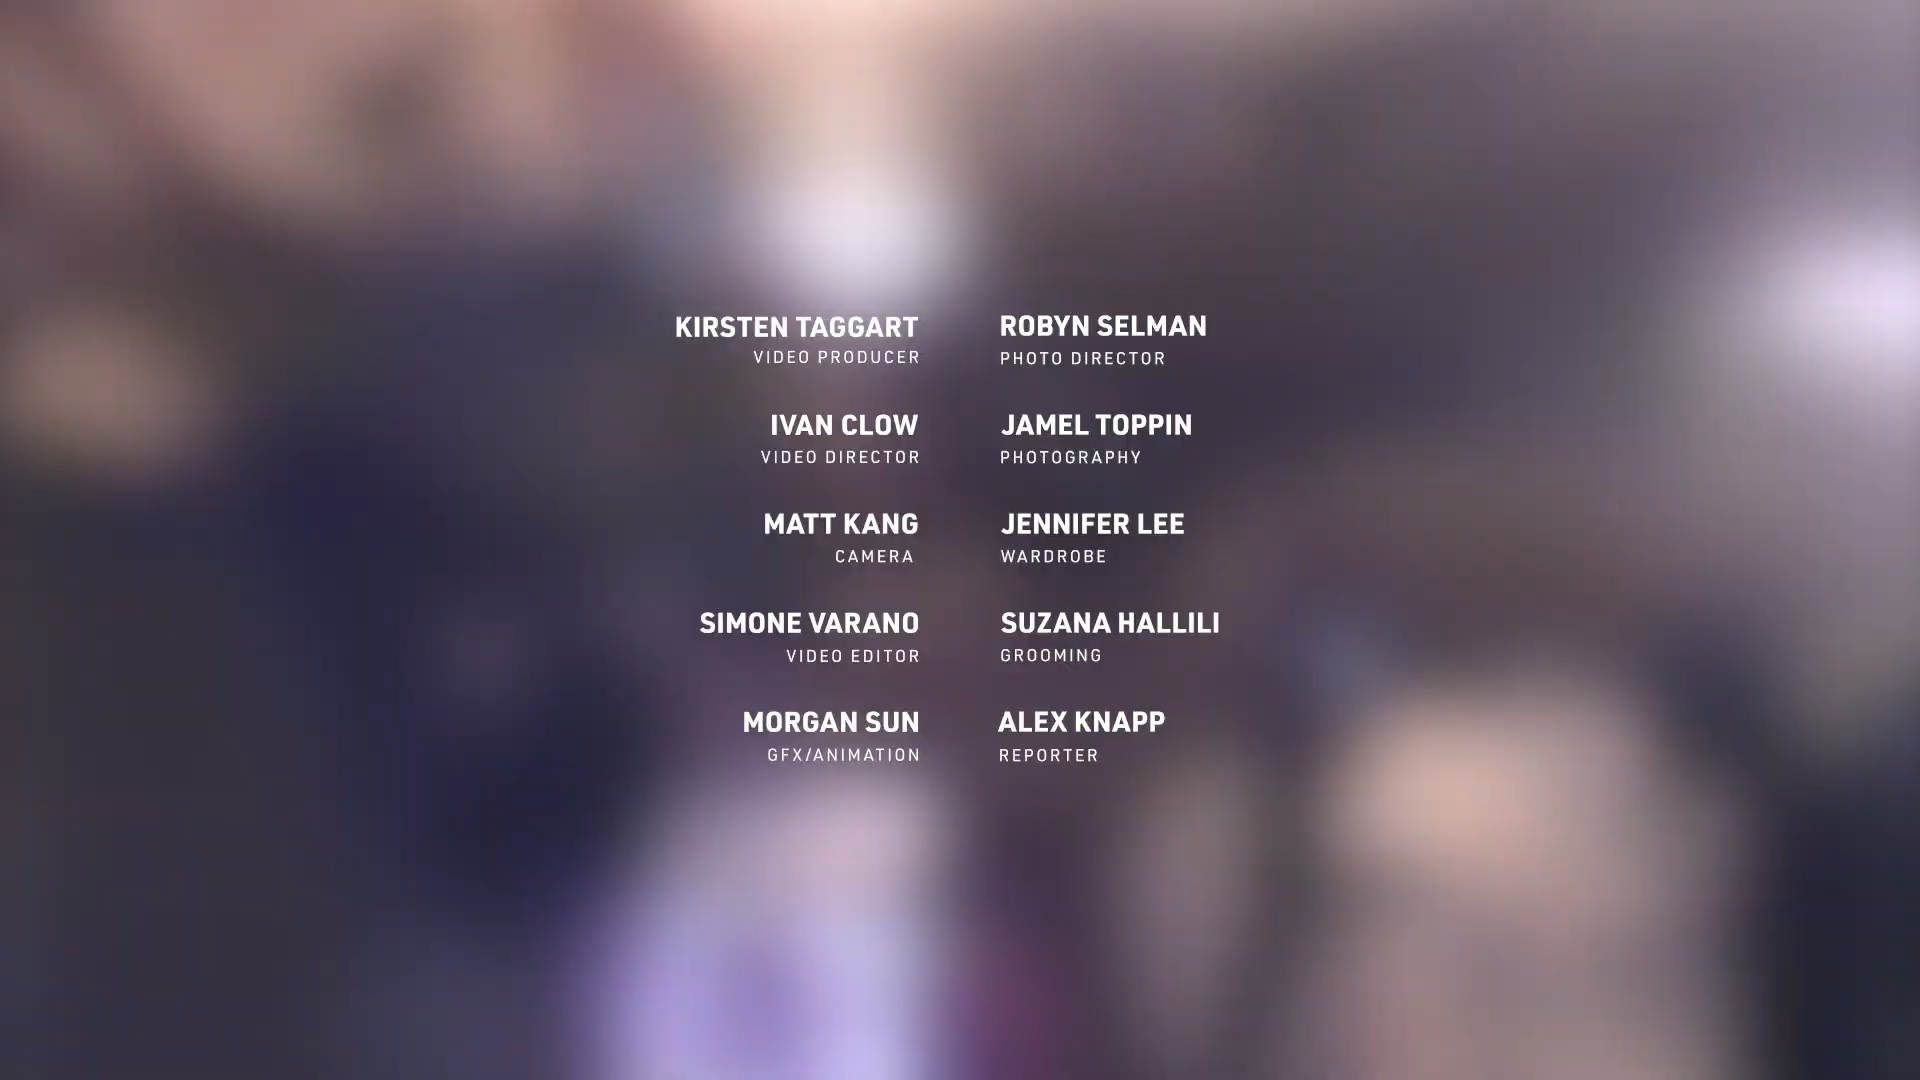 KIRSTEN TAGGART
VIDEO PRODUCER
IVAN CLOW
VIDEO DIRECTOR
MATT KANG
CAMERA
SIMONE VARANO
VIDEO EDITOR
MORGAN SUN
GFX/ANIMATION
ROBYN SELMAN
PHOTO DIRECTOR
JAMEL TOPPIN
PHOTOGRAPHY
JENNIFER LEE
WARDROBE
SUZANA HALLILI
GROOMING
ALEX KNAPP
REPORTER